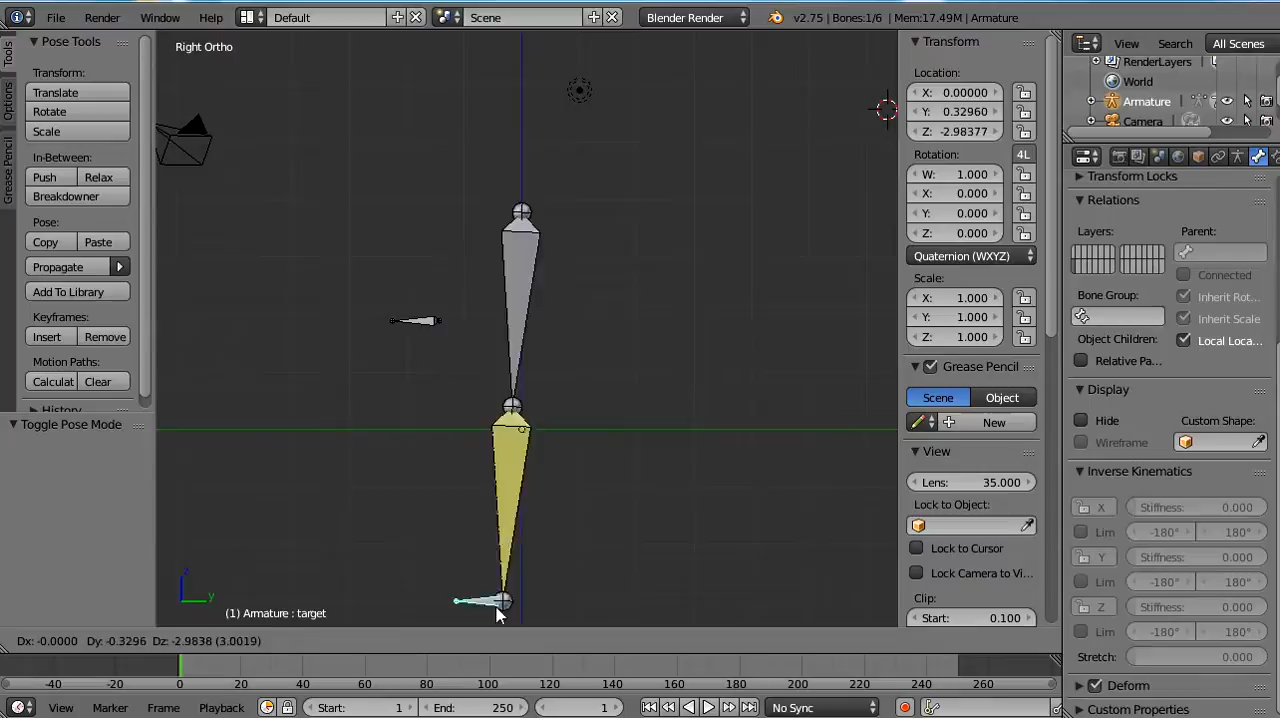 File Render Window Help Default Scene Blender Render v2.75 | Bones:1/6 | Mem:17.49M | Armature
Tools
Options
Grease Pencil
Pose Tools
Transform:
Translate
Rotate
Scale
In-Between:
Push Relax
Breakdowner
Pose:
Copy Paste
Propagate
Add To Library
Keyframes:
Insert Remove
Motion Paths:
Calculat Clear
History
Toggle Pose Mode
Right Ortho
z
y
(1) Armature : target
Dx: -0.0000 Dy: -0.3296 Dz: -2.9838 (3.0019)
Transform
Location:
X: 0.00000
Y: 0.32960
Z: -2.98377
Rotation: 4L
W: 1.000
X: 0.000
Y: 0.000
Z: 0.000
Quaternion (WXYZ)
Scale:
X: 1.000
Y: 1.000
Z: 1.000
Grease Pencil
Scene Object
New
View
Lens: 35.000
Lock to Object:
Lock to Cursor
Lock Camera to Vi...
Clip:
Start: 0.100
View Search All Scenes
RenderLayers
World
Armature
Camera
Transform Locks
Relations
Layers: Parent:
Connected
Bone Group: Inherit Rot...
Inherit Scale
Object Children: Local Loca...
Relative Pa...
Display
Hide Custom Shape:
Wireframe
Inverse Kinematics
X Stiffness: 0.000
Lim -180° 180°
Y Stiffness: 0.000
Lim -180° 180°
Z Stiffness: 0.000
Lim -180° 180°
Stretch: 0.000
Deform
Custom Properties
-40 -20 0 20 40 60 80 100 120 140 160 180 200 220 240 260
View Marker Frame Playback Start: 1 End: 250 1 No Sync